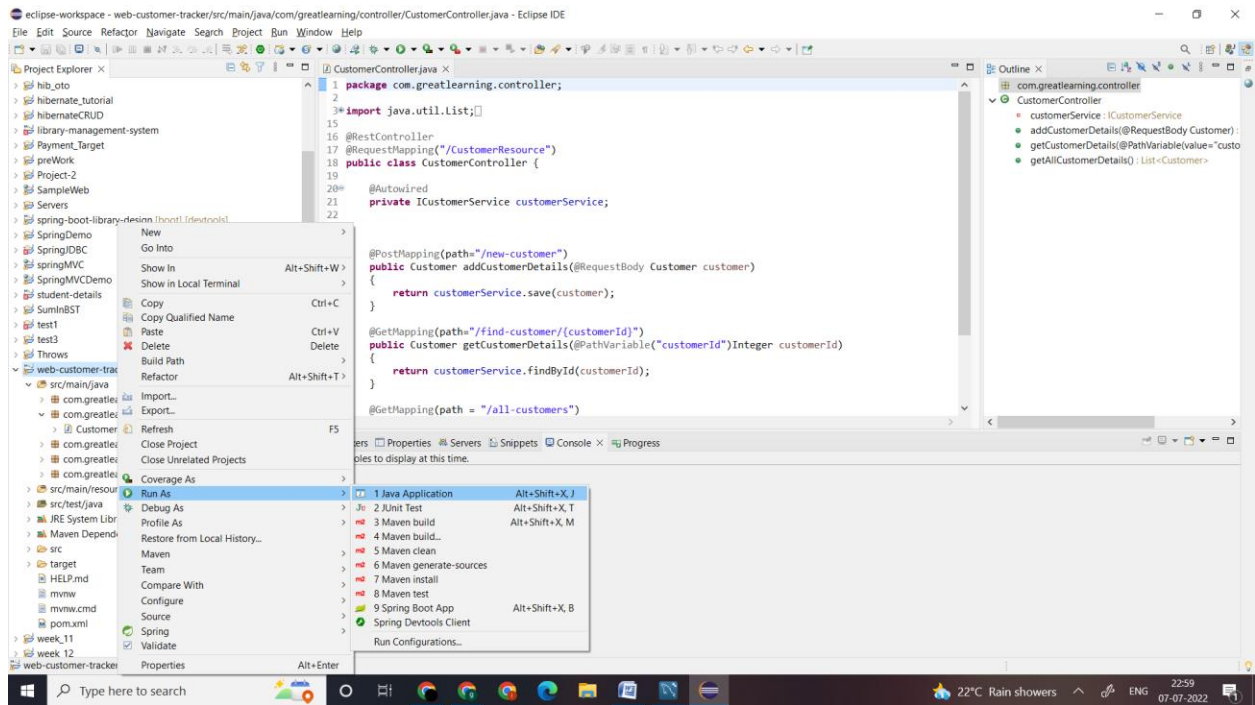 eclipse-workspace - web-customer-tracker/src/main/java/com/greatlearning/controller/CustomerController.java - Eclipse IDE
File Edit Source Refactor Navigate Search Project Run Window Help
Project Explorer
hib_oto
hibernate_tutorial
hibernateCRUD
library-management-system
Payment_Target
preWork
Project-2
SampleWeb
Servers
spring-boot-library-design [boot] [devtools]
SpringDemo
SpringJDBC
springMVC
SpringMVCDemo
student-details
SumInBST
test1
test3
Throws
web-customer-trac
src/main/java
com.greatlea
com.greatlea
Customer
com.greatlea
com.greatlea
com.greatlea
src/main/resour
src/test/java
JRE System Libr
Maven Depend
src
target
HELP.md
mvnw
mvnw.cmd
pom.xml
week_11
week 12
web-customer-tracker
New
Go Into
Show In Alt+Shift+W
Show in Local Terminal
Copy Ctrl+C
Copy Qualified Name
Paste Ctrl+V
Delete Delete
Build Path
Refactor Alt+Shift+T
Import...
Export...
Refresh F5
Close Project
Close Unrelated Projects
Coverage As
Run As
Debug As
Profile As
Restore from Local History...
Maven
Team
Compare With
Configure
Source
Spring
Validate
Properties Alt+Enter
1 Java Application Alt+Shift+X, J
2 JUnit Test Alt+Shift+X, T
3 Maven build Alt+Shift+X, M
4 Maven build...
5 Maven clean
6 Maven generate-sources
7 Maven install
8 Maven test
9 Spring Boot App Alt+Shift+X, B
Spring Devtools Client
Run Configurations...
CustomerController.java
1 package com.greatlearning.controller;
2
3 import java.util.List;
15
16 @RestController
17 @RequestMapping("/CustomerResource")
18 public class CustomerController {
19
20 @Autowired
21 private ICustomerService customerService;
22
@PostMapping(path="/new-customer")
public Customer addCustomerDetails(@RequestBody Customer customer)
{
return customerService.save(customer);
}
@GetMapping(path="/find-customer/{customerId}")
public Customer getCustomerDetails(@PathVariable("customerId")Integer customerId)
{
return customerService.findById(customerId);
}
@GetMapping(path = "/all-customers")
ers Properties Servers Snippets Console Progress
oles to display at this time.
Outline
com.greatlearning.controller
CustomerController
customerService : ICustomerService
addCustomerDetails(@RequestBody Customer) :
getCustomerDetails(@PathVariable(value="custo
getAllCustomerDetails() : List<Customer>
Type here to search
22°C Rain showers
ENG
22:59
07-07-2022